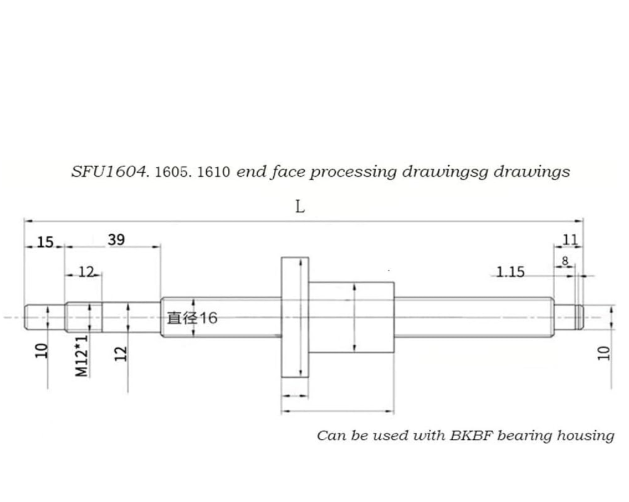 SFU1604. 1605. 1610 end face processing drawingsg drawings
L
15
39
11
12
8
1.15
直径16
10
M12*1
12
10
Can be used with BKBF bearing housing